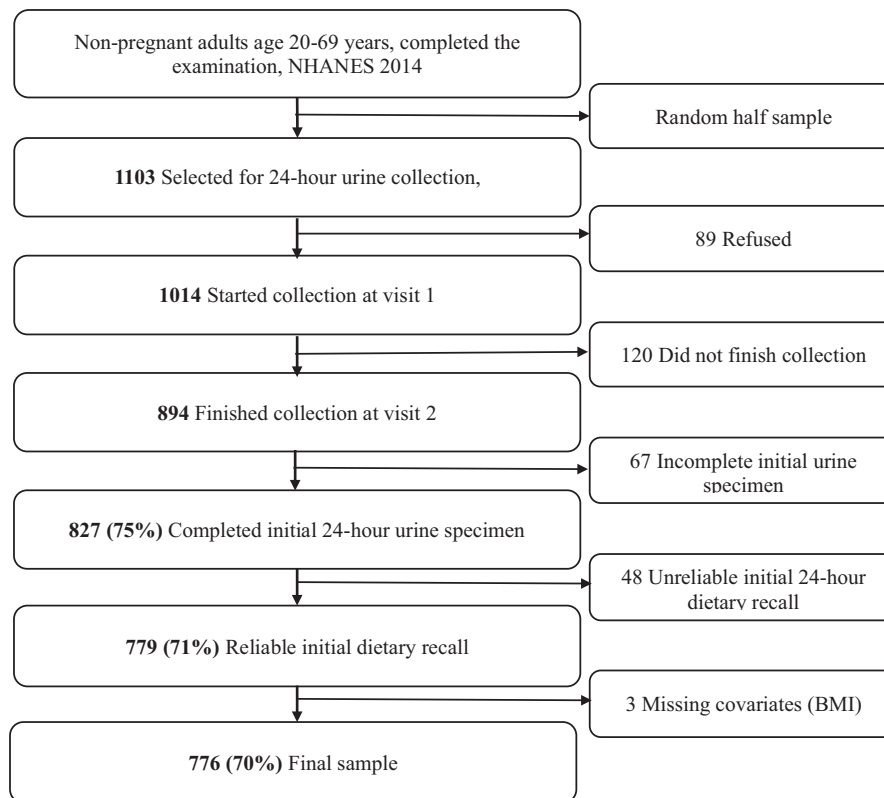 Non-pregnant adults age 20-69 years, completed the
examination, NHANES 2014
Random half sample
1103 Selected for 24-hour urine collection,
89 Refused
1014 Started collection at visit 1
120 Did not finish collection
894 Finished collection at visit 2
67 Incomplete initial urine
specimen
827 (75%) Completed initial 24-hour urine specimen
48 Unreliable initial 24-hour
dietary recall
779 (71%) Reliable initial dietary recall
3 Missing covariates (BMI)
776 (70%) Final sample